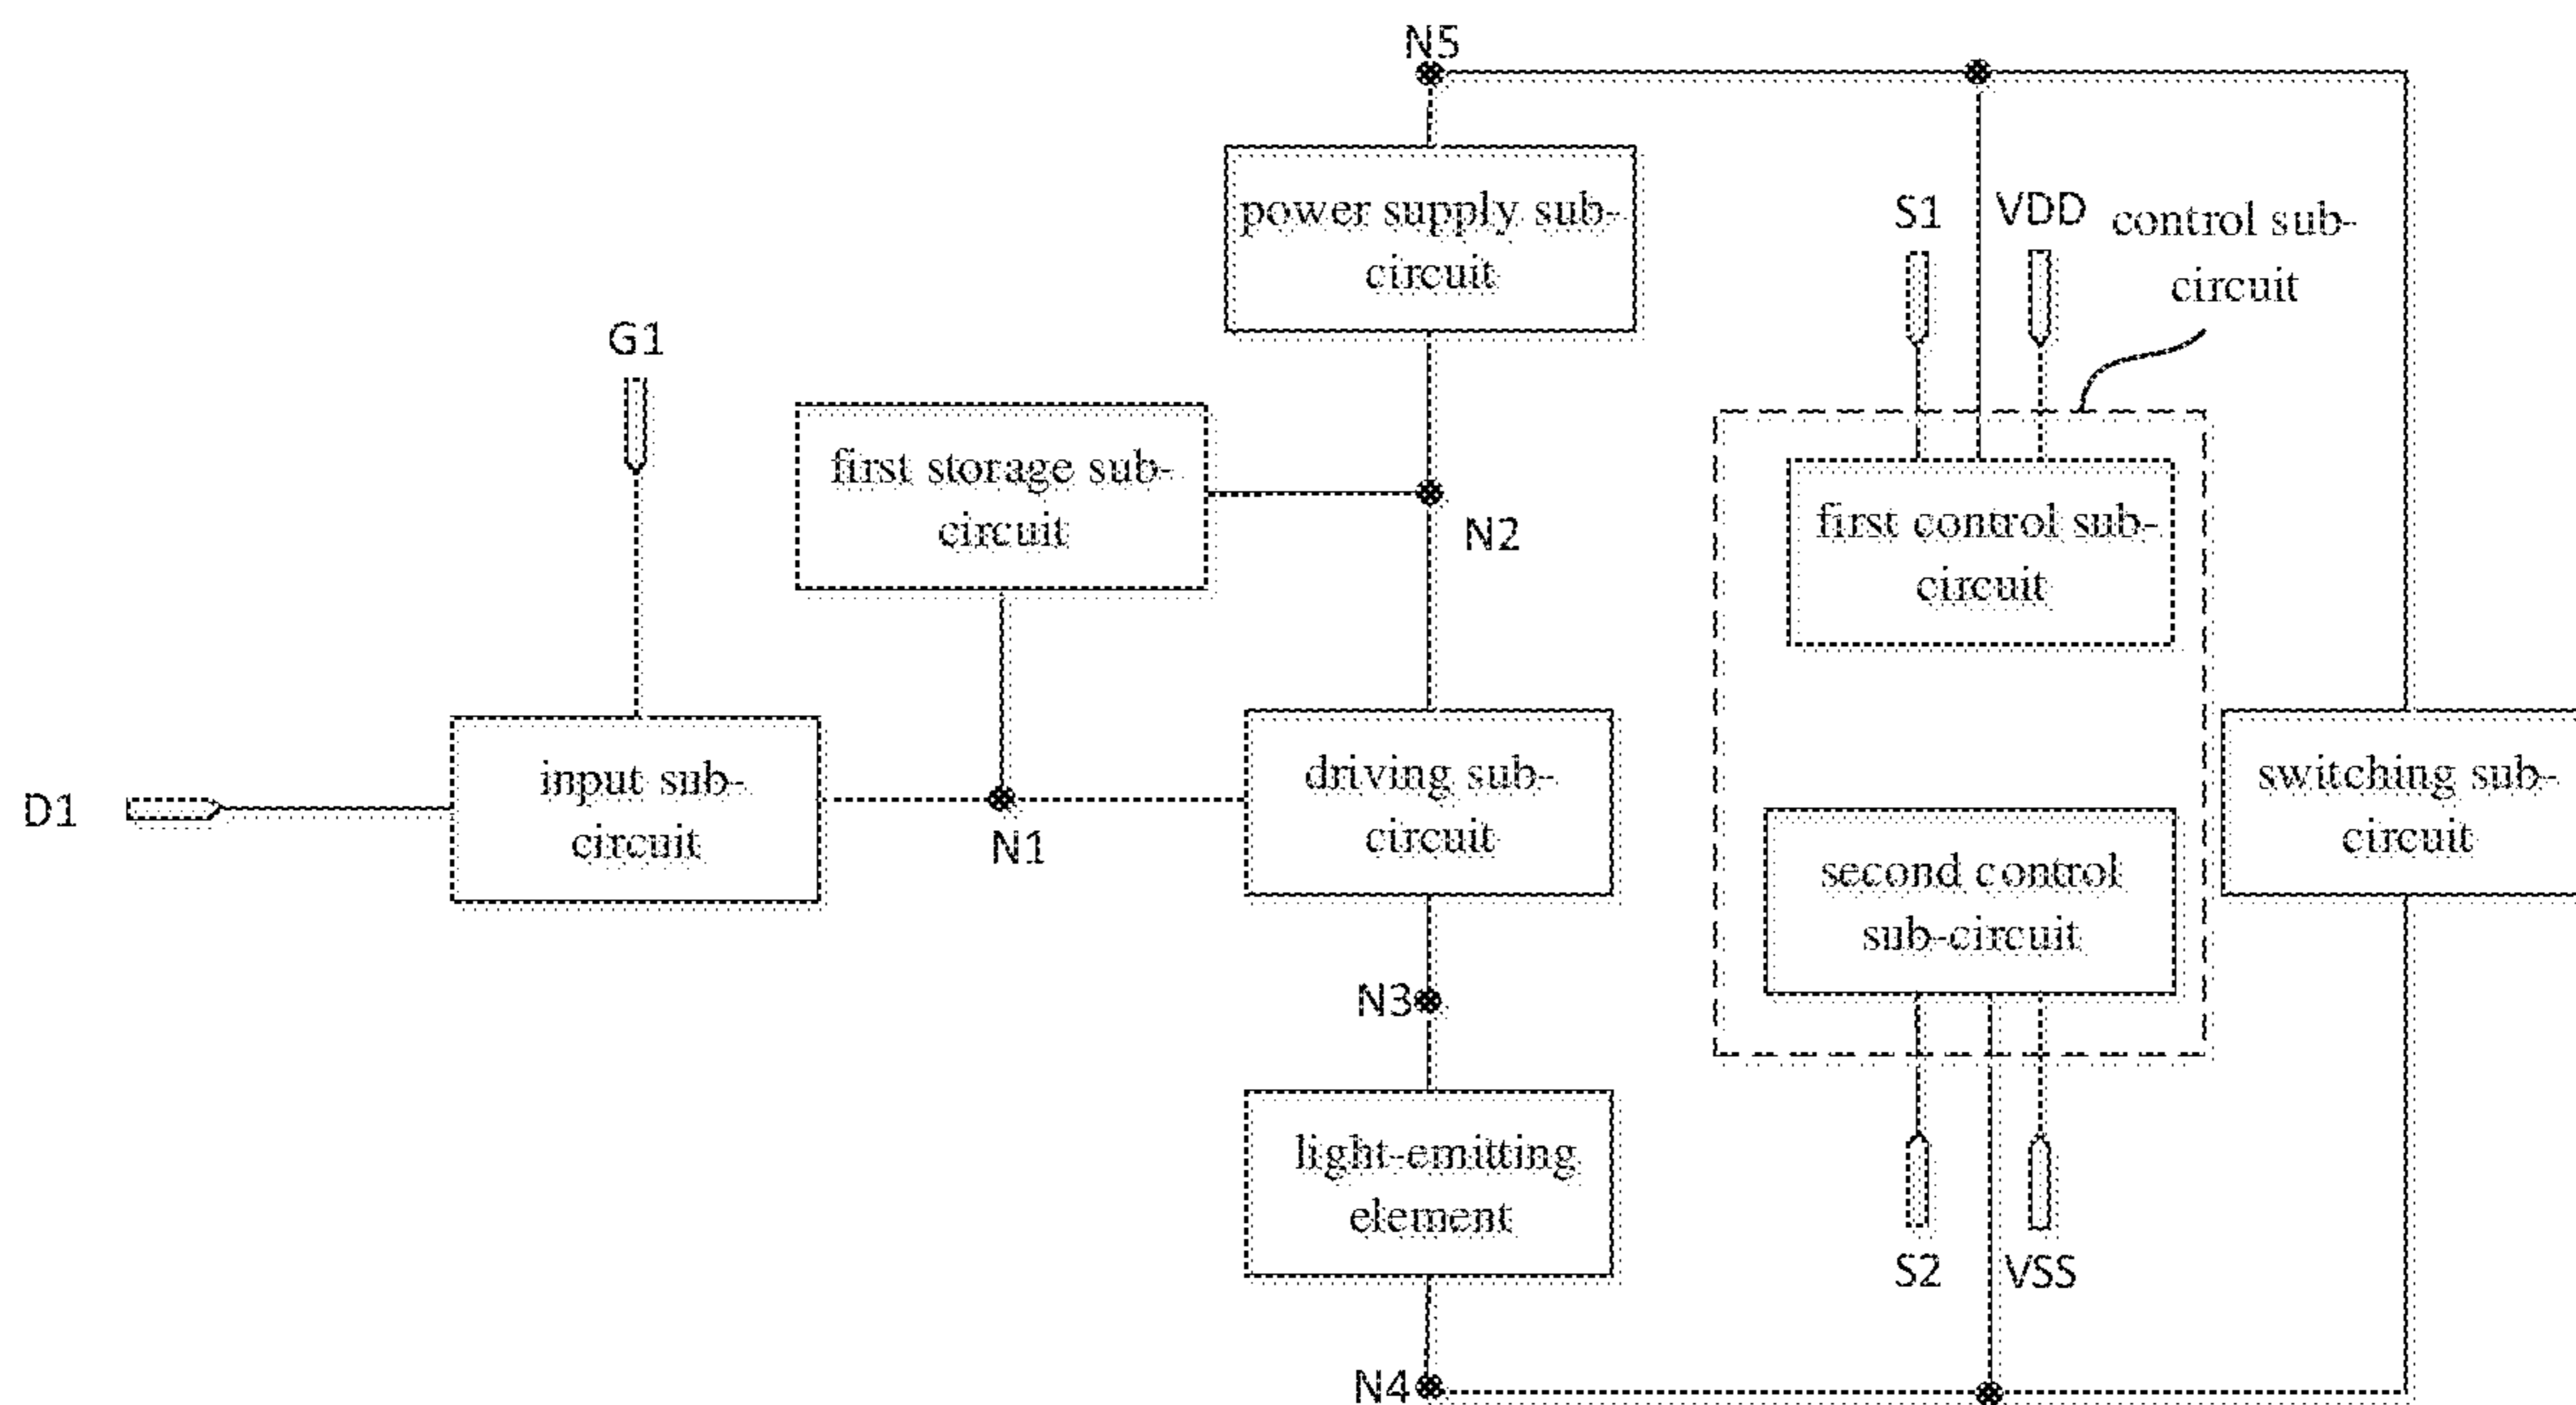 N5
power supply sub-
circuit
S1
VDD
control sub-
circuit
G1
first storage sub-
circuit
N2
first control sub-
circuit
D1
input sub-
circuit
N1
driving sub-
circuit
switching sub-
circuit
second control
sub-circuit
N3
light-emitting
element
S2
VSS
N4